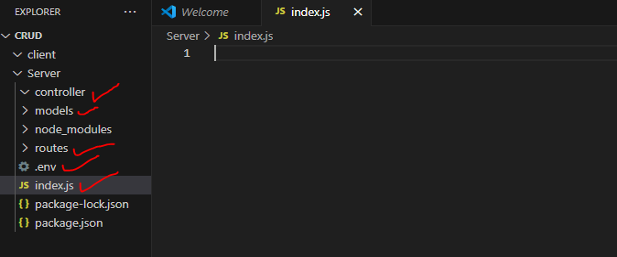 EXPLORER ...
Welcome
JS index.js
CRUD
client
Server
controller
models
node_modules
routes
.env
JS index.js
{} package-lock.json
{} package.json
Server > JS index.js
1